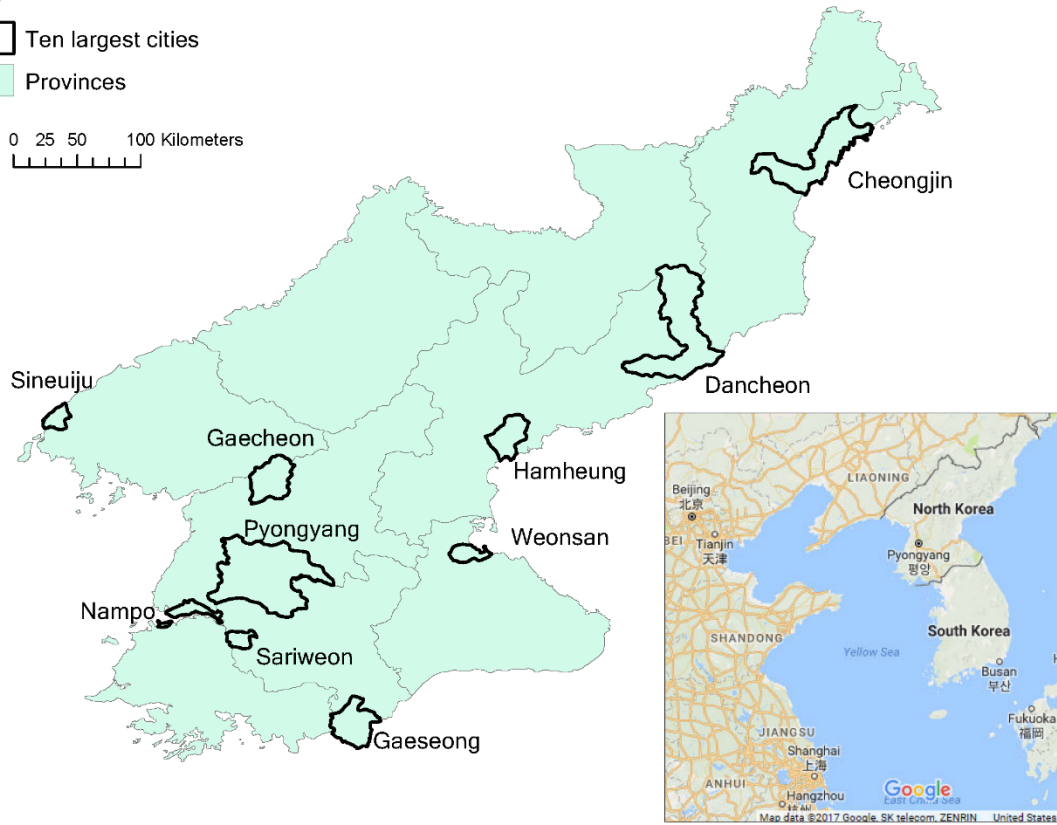 Ten largest cities
Provinces
0 25 50 100 Kilometers
Cheongjin
Dancheon
Sineuiju
Gaecheon
Hamheung
Pyongyang
Weonsan
Nampo
Sariweon
Gaeseong
LIAONING
Beijing
北京
North Korea
BEI
Tianjin
天津
Pyongyang
평양
SHANDONG
South Korea
Yellow Sea
Busan
부산
Fukuoka
福岡
JIANGSU
Shanghai
上海
ANHUI
Hangzhou
杭州
Google
East China Sea
Map data ©2017 Google, SK telecom, ZENRIN United States